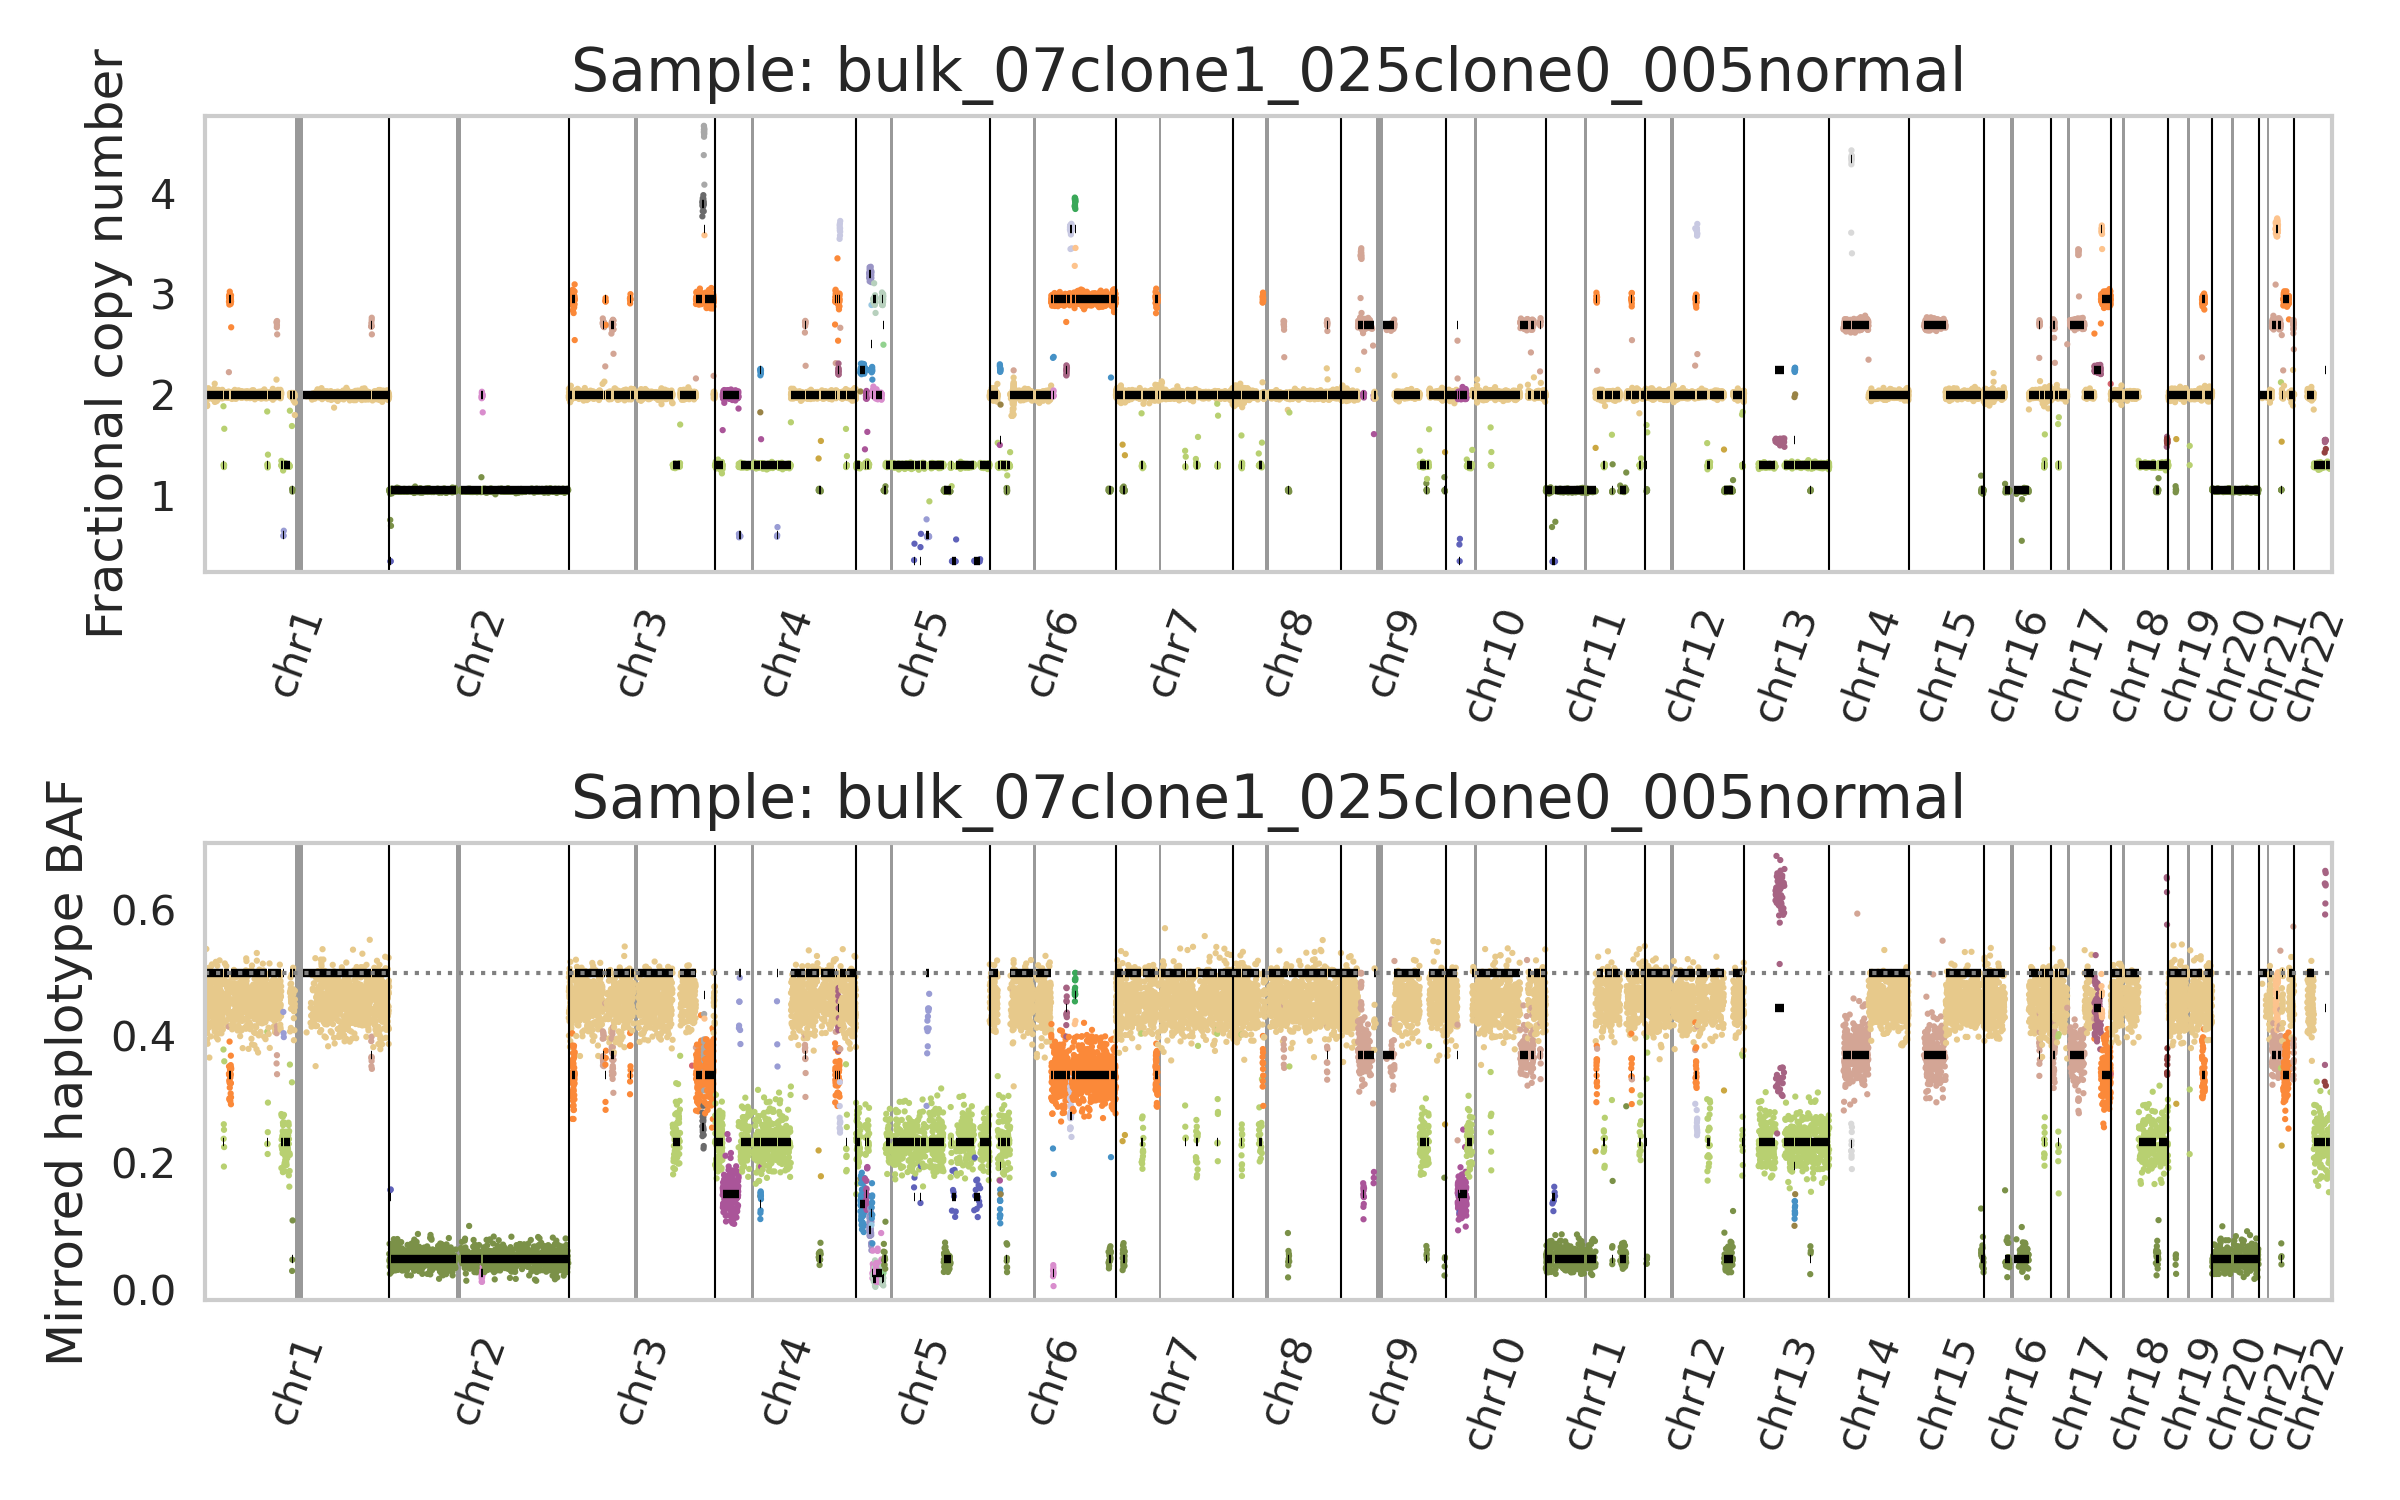 Sample: bulk_07clone1_025clone0_005normal
Fractional copy number
4
3
2
1
chr1 chr2 chr3 chr4 chr5 chr6 chr7 chr8 chr9 chr10 chr11 chr12 chr13 chr14 chr15 chr16 chr17 chr18 chr19 chr20 chr21 chr22
Sample: bulk_07clone1_025clone0_005normal
Mirrored haplotype BAF
0.6
0.4
0.2
0.0
chr1 chr2 chr3 chr4 chr5 chr6 chr7 chr8 chr9 chr10 chr11 chr12 chr13 chr14 chr15 chr16 chr17 chr18 chr19 chr20 chr21 chr22